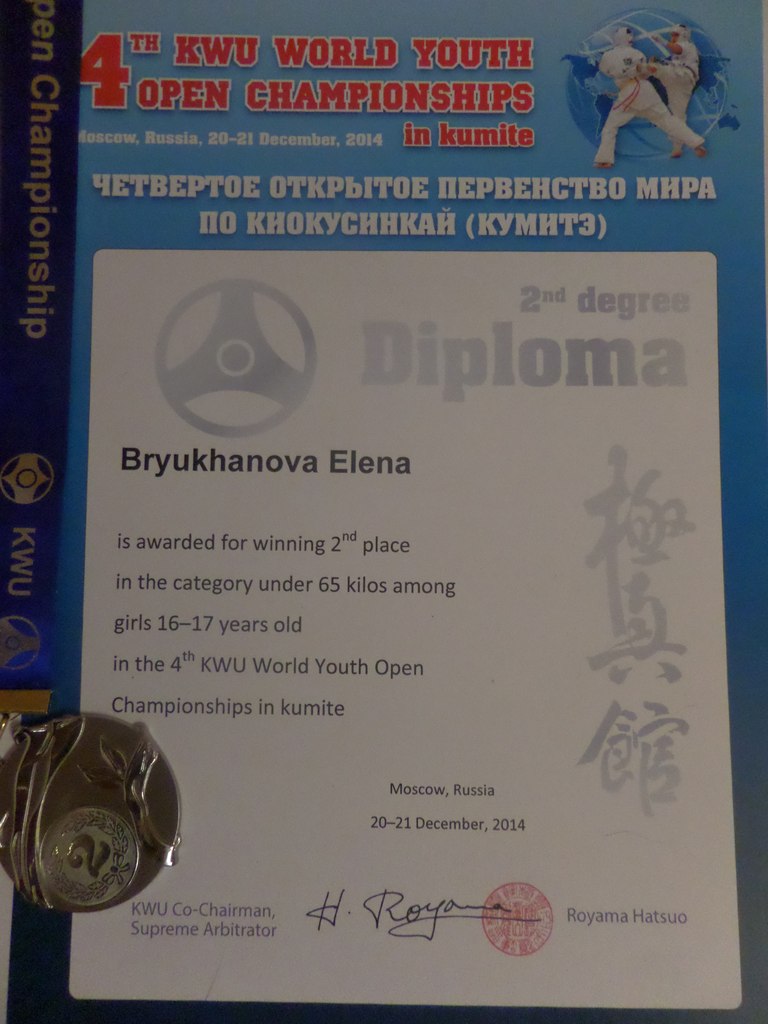 pen Championship
KWU
4TH KWU WORLD YOUTH
OPEN CHAMPIONSHIPS
Moscow, Russia, 20–21 December, 2014 in kumite
ЧЕТВЕРТОЕ ОТКРЫТОЕ ПЕРВЕНСТВО МИРА
ПО КИОКУСИНКАЙ (КУМИТЭ)
2nd degree
Diploma
Bryukhanova Elena
is awarded for winning 2nd place
in the category under 65 kilos among
girls 16–17 years old
in the 4th KWU World Youth Open
Championships in kumite
極真館
Moscow, Russia
20–21 December, 2014
2
KWU Co-Chairman,
Supreme Arbitrator
H. Royama
Royama Hatsuo